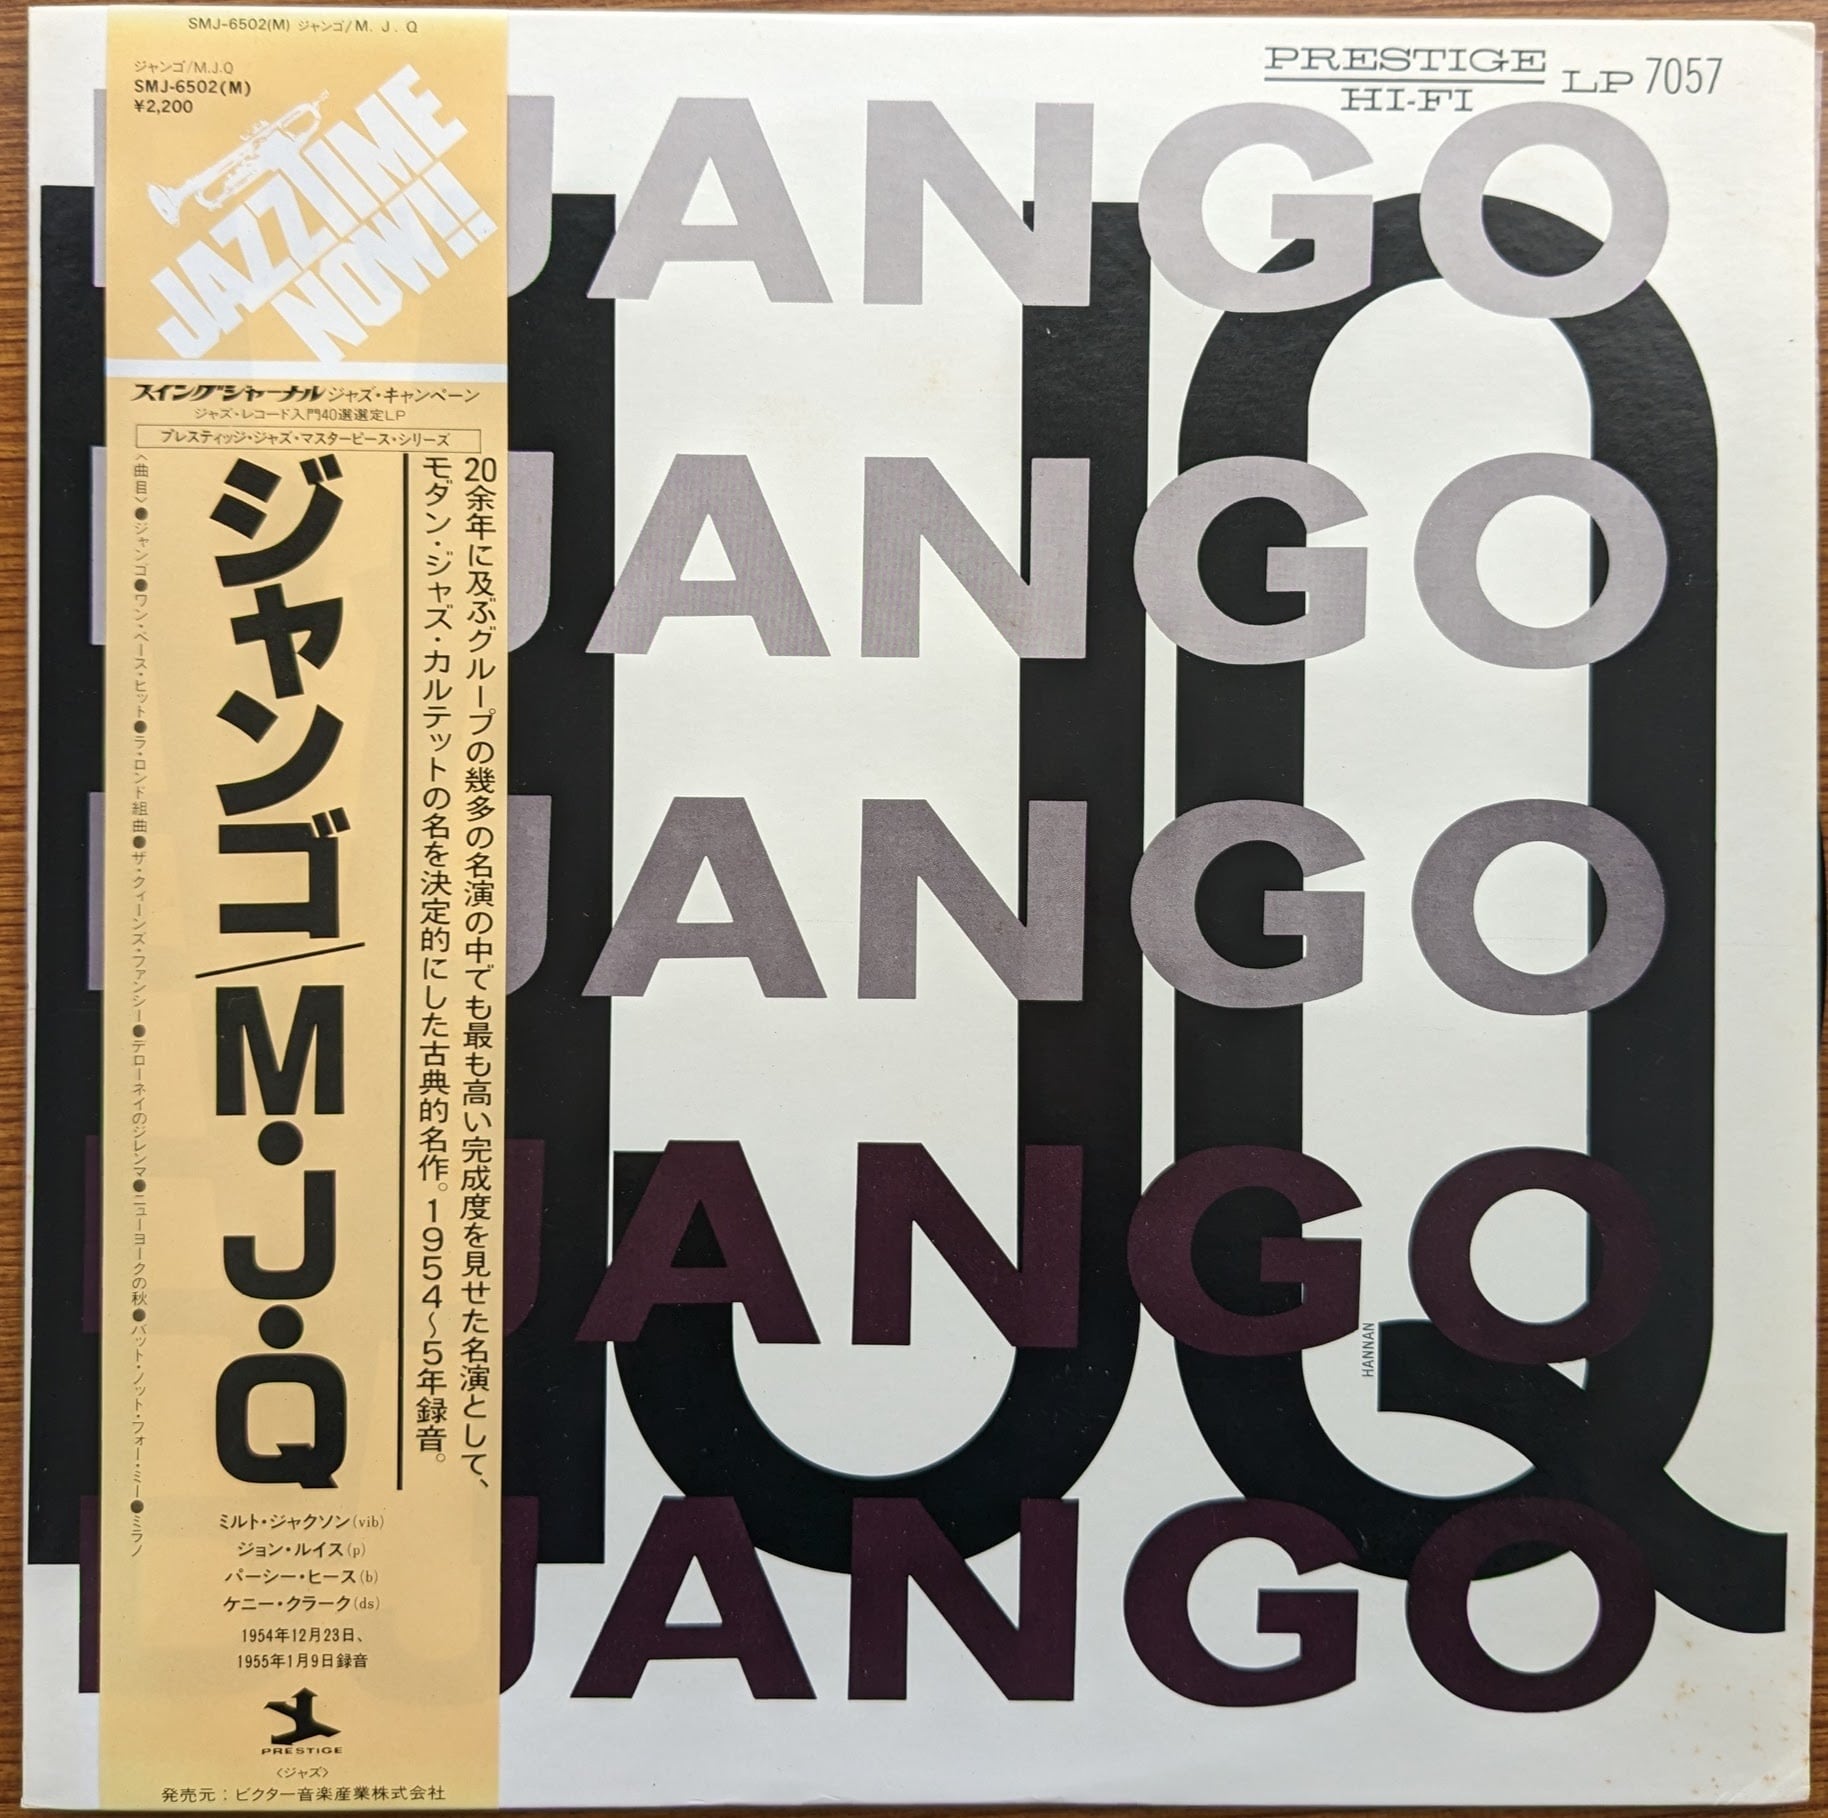 SMJ-6502(M) ジャンゴ/M. J. Q
ジャンゴ/M.J.Q
SMJ-6502(M)
¥2,200
JAZZ TIME
NOW!!
スイングジャーナル ジャズ・キャンペーン
ジャズ・レコード入門40選選定LP
プレスティッジ・ジャズ・マスターピース・シリーズ
20余年に及ぶグループの幾多の名演の中でも最も高い完成度を見せた名演として、
モダン・ジャズ・カルテットの名を決定的にした古典的名作。1954〜5年録音。
ジャンゴ/M・J・Q
〈曲目〉●ジャンゴ●ワン・ベース・ヒット●ラ・ロンド組曲●ザ・クィーンズ・ファンシー●デローネイのジレンマ●ニューヨークの秋●バット・ノット・フォー・ミー●ミラノ
ミルト・ジャクソン(vib)
ジョン・ルイス(p)
パーシー・ヒース(b)
ケニー・クラーク(ds)
1954年12月23日、
1955年1月9日録音
PRESTIGE
〈ジャズ〉
発売元：ビクター音楽産業株式会社
PRESTIGE
HI-FI
LP 7057
DJANGO
DJANGO
DJANGO
DJANGO
DJANGO
MJQ
HANNAN